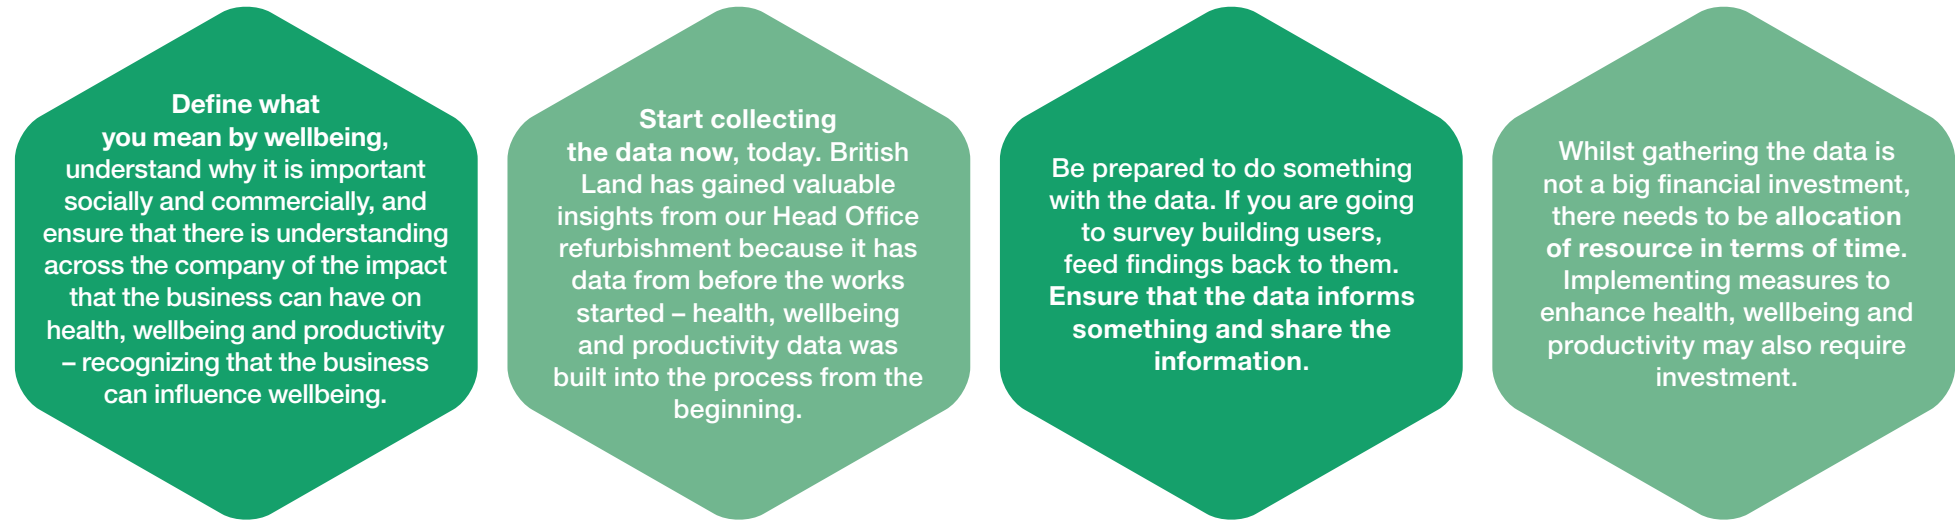 Define what
you mean by wellbeing,
understand why it is important
socially and commercially, and
ensure that there is understanding
across the company of the impact
that the business can have on
health, wellbeing and productivity
– recognizing that the business
can influence wellbeing.
Start collecting
the data now, today. British
Land has gained valuable
insights from our Head Office
refurbishment because it has
data from before the works
started – health, wellbeing
and productivity data was
built into the process from the
beginning.
Be prepared to do something
with the data. If you are going
to survey building users,
feed findings back to them.
Ensure that the data informs
something and share the
information.
Whilst gathering the data is
not a big financial investment,
there needs to be allocation
of resource in terms of time.
Implementing measures to
enhance health, wellbeing and
productivity may also require
investment.